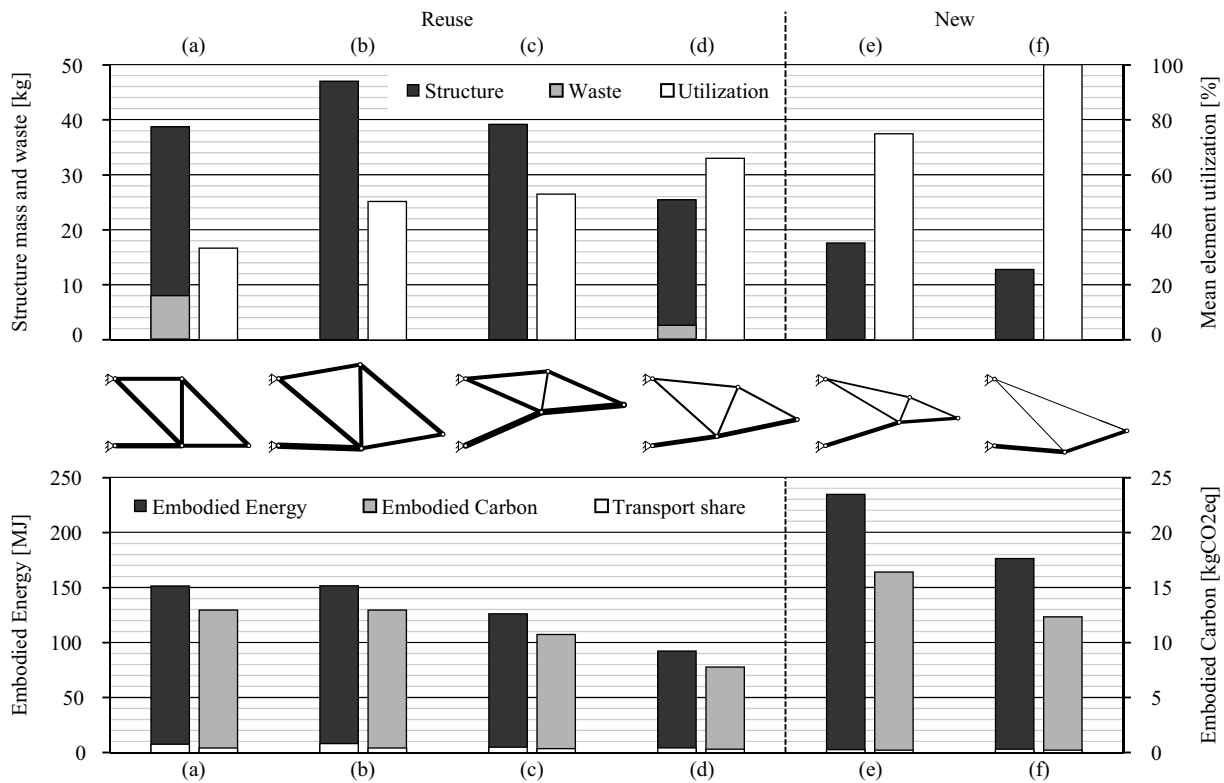 Reuse New
(a) (b) (c) (d) (e) (f)
Structure mass and waste [kg]
50
40
30
20
10
0
Structure Waste Utilization
Mean element utilization [%]
100
80
60
40
20
0
Embodied Energy [MJ]
250
200
150
100
50
0
Embodied Energy Embodied Carbon Transport share
Embodied Carbon [kgCO2eq]
25
20
15
10
5
0
(a) (b) (c) (d) (e) (f)